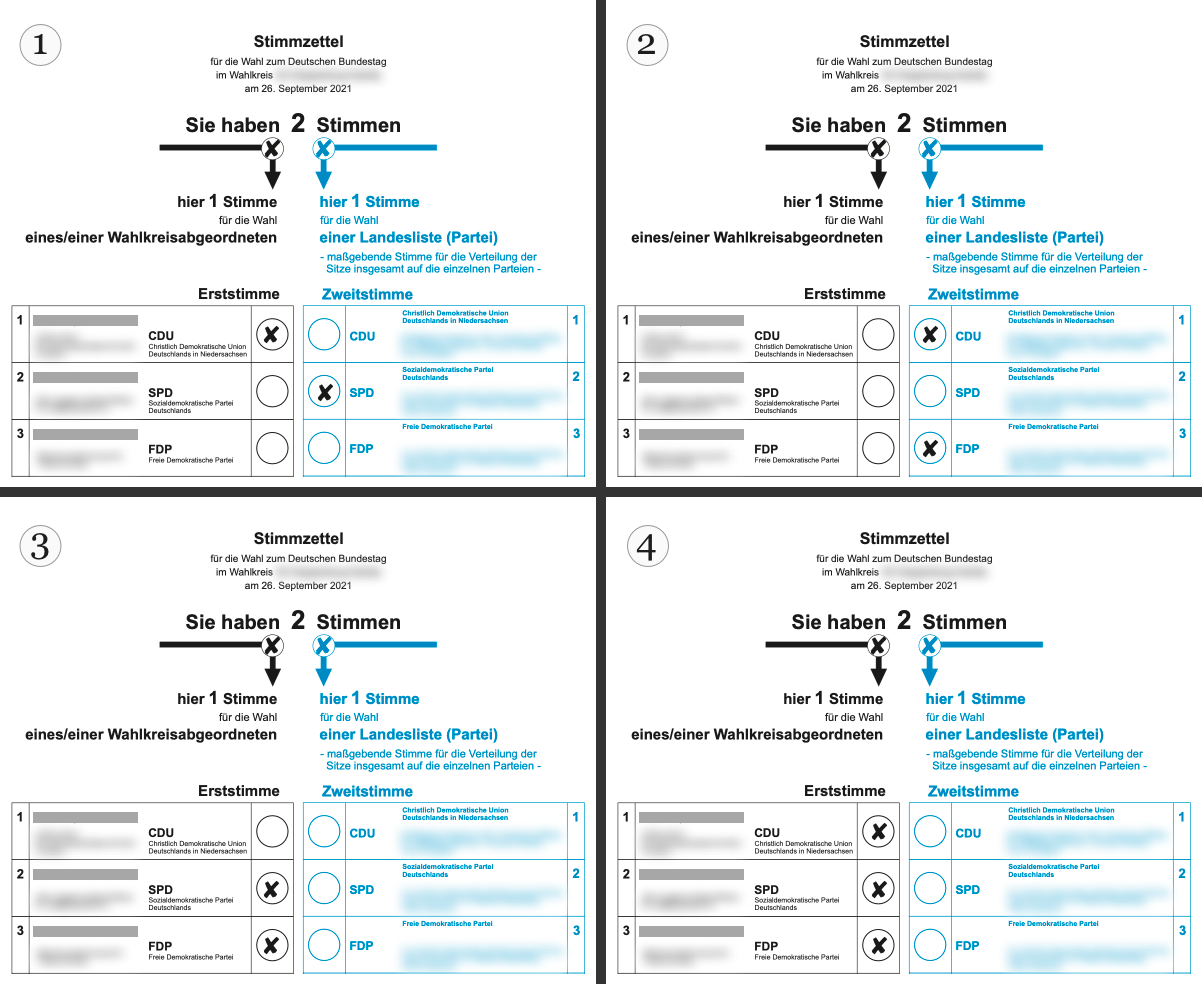 1
Stimmzettel
für die Wahl zum Deutschen Bundestag
im Wahlkreis
am 26. September 2021
Sie haben 2 Stimmen
hier 1 Stimme
für die Wahl
eines/einer Wahlkreisabgeordneten
hier 1 Stimme
für die Wahl
einer Landesliste (Partei)
- maßgebende Stimme für die Verteilung der
Sitze insgesamt auf die einzelnen Parteien -
Erststimme
Zweitstimme
1
CDU
Christlich Demokratische Union
Deutschlands in Niedersachsen
CDU
Christlich Demokratische Union
Deutschlands in Niedersachsen
1
2
SPD
Sozialdemokratische Partei
Deutschlands
SPD
Sozialdemokratische Partei
Deutschlands
2
3
FDP
Freie Demokratische Partei
FDP
Freie Demokratische Partei
3
2
Stimmzettel
für die Wahl zum Deutschen Bundestag
im Wahlkreis
am 26. September 2021
Sie haben 2 Stimmen
hier 1 Stimme
für die Wahl
eines/einer Wahlkreisabgeordneten
hier 1 Stimme
für die Wahl
einer Landesliste (Partei)
- maßgebende Stimme für die Verteilung der
Sitze insgesamt auf die einzelnen Parteien -
Erststimme
Zweitstimme
1
CDU
Christlich Demokratische Union
Deutschlands in Niedersachsen
CDU
Christlich Demokratische Union
Deutschlands in Niedersachsen
1
2
SPD
Sozialdemokratische Partei
Deutschlands
SPD
Sozialdemokratische Partei
Deutschlands
2
3
FDP
Freie Demokratische Partei
FDP
Freie Demokratische Partei
3
3
Stimmzettel
für die Wahl zum Deutschen Bundestag
im Wahlkreis
am 26. September 2021
Sie haben 2 Stimmen
hier 1 Stimme
für die Wahl
eines/einer Wahlkreisabgeordneten
hier 1 Stimme
für die Wahl
einer Landesliste (Partei)
- maßgebende Stimme für die Verteilung der
Sitze insgesamt auf die einzelnen Parteien -
Erststimme
Zweitstimme
1
CDU
Christlich Demokratische Union
Deutschlands in Niedersachsen
CDU
Christlich Demokratische Union
Deutschlands in Niedersachsen
1
2
SPD
Sozialdemokratische Partei
Deutschlands
SPD
Sozialdemokratische Partei
Deutschlands
2
3
FDP
Freie Demokratische Partei
FDP
Freie Demokratische Partei
3
4
Stimmzettel
für die Wahl zum Deutschen Bundestag
im Wahlkreis
am 26. September 2021
Sie haben 2 Stimmen
hier 1 Stimme
für die Wahl
eines/einer Wahlkreisabgeordneten
hier 1 Stimme
für die Wahl
einer Landesliste (Partei)
- maßgebende Stimme für die Verteilung der
Sitze insgesamt auf die einzelnen Parteien -
Erststimme
Zweitstimme
1
CDU
Christlich Demokratische Union
Deutschlands in Niedersachsen
CDU
Christlich Demokratische Union
Deutschlands in Niedersachsen
1
2
SPD
Sozialdemokratische Partei
Deutschlands
SPD
Sozialdemokratische Partei
Deutschlands
2
3
FDP
Freie Demokratische Partei
FDP
Freie Demokratische Partei
3